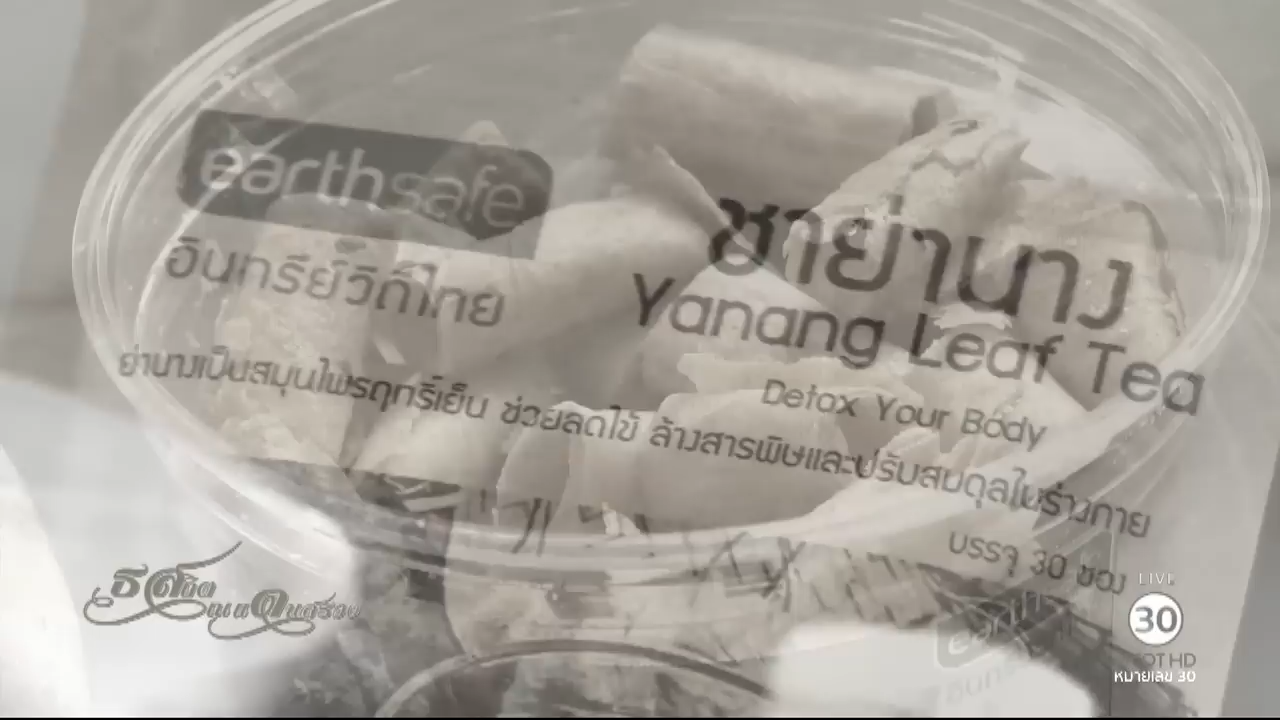 earthsafe
อินทรีย์วิถีไทย
ชาย่านาง
Yanang Leaf Tea
Detox Your Body
ย่านางเป็นสมุนไพรฤทธิ์เย็น ช่วยลดไข้ ล้างสารพิษและปรับสมดุลในร่างกาย
บรรจุ 30 ซอง
earth
LIVE
30
HD
หมายเลข 30